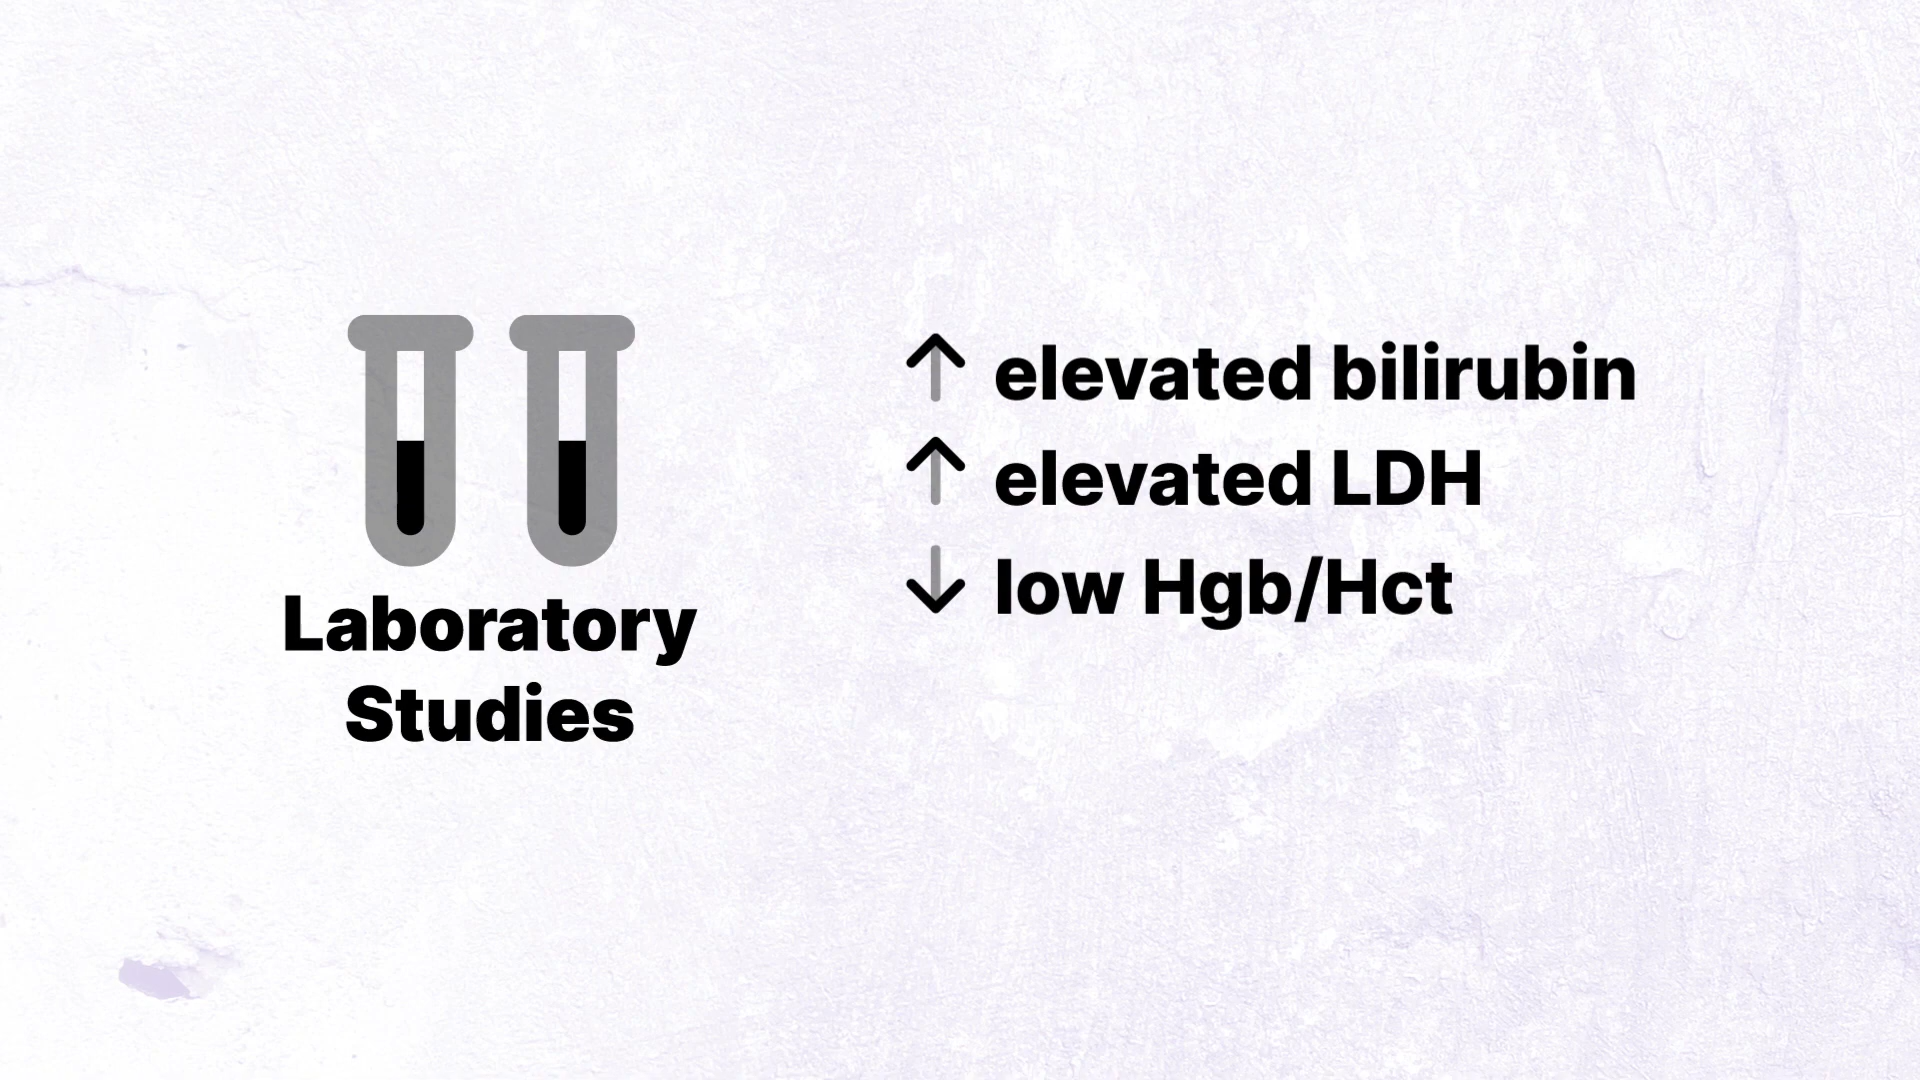 Laboratory
Studies
elevated bilirubin
elevated LDH
low Hgb/Hct